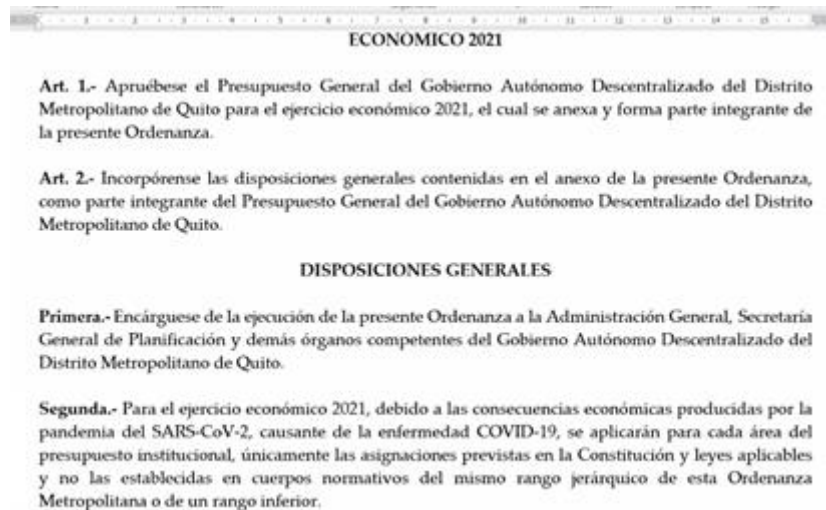 ECONÓMICO 2021
Art. 1.- Apruébese el Presupuesto General del Gobierno Autónomo Descentralizado del Distrito
Metropolitano de Quito para el ejercicio económico 2021, el cual se anexa y forma parte integrante de
la presente Ordenanza.
Art. 2.- Incorpórense las disposiciones generales contenidas en el anexo de la presente Ordenanza,
como parte integrante del Presupuesto General del Gobierno Autónomo Descentralizado del Distrito
Metropolitano de Quito.
DISPOSICIONES GENERALES
Primera.- Encárguese de la ejecución de la presente Ordenanza a la Administración General, Secretaría
General de Planificación y demás órganos competentes del Gobierno Autónomo Descentralizado del
Distrito Metropolitano de Quito.
Segunda.- Para el ejercicio económico 2021, debido a las consecuencias económicas producidas por la
pandemia del SARS-CoV-2, causante de la enfermedad COVID-19, se aplicarán para cada área del
presupuesto institucional, únicamente las asignaciones previstas en la Constitución y leyes aplicables
y no las establecidas en cuerpos normativos del mismo rango jerárquico de esta Ordenanza
Metropolitana o de un rango inferior.